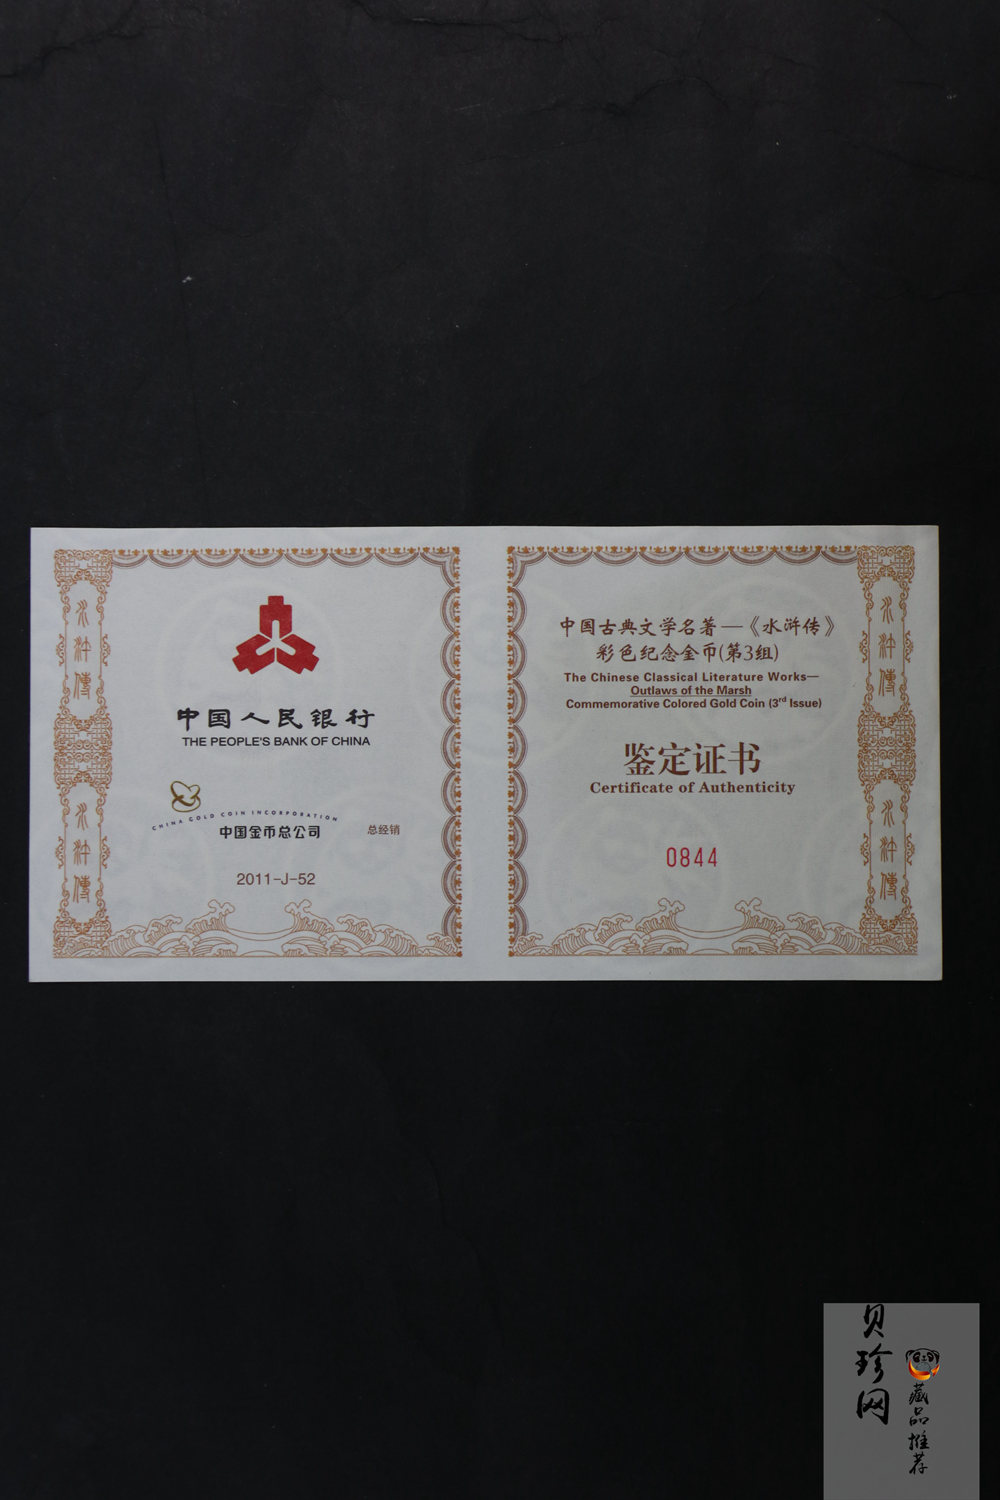 中国人民银行
THE PEOPLE'S BANK OF CHINA
CHINA GOLD COIN INCORPORATION
中国金币总公司
总经销
2011-J-52
中国古典文学名著—《水浒传》
彩色纪念金币(第3组)
The Chinese Classical Literature Works—
Outlaws of the Marsh
Commemorative Colored Gold Coin (3rd Issue)
鉴定证书
Certificate of Authenticity
0844
水浒傳
水浒傳
水浒傳
水浒傳
贝珍网
藏品推荐